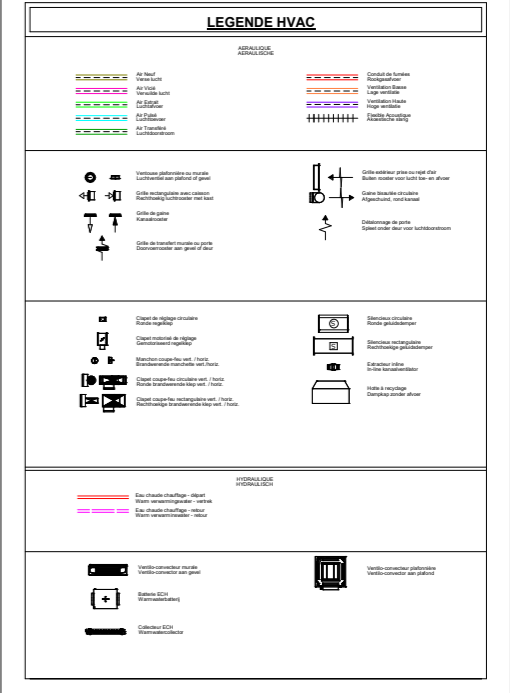 LEGENDE HVAC
AERAULIQUE
AERAULISCHE
Air Neuf
Verse lucht
Air Vicié
Vervuilde lucht
Air Extrait
Luchtafvoer
Air Pulsé
Luchttoevoer
Air Transféré
Luchtdoorstroom
Conduit de fumées
Rookgasafvoer
Ventilation Basse
Lage ventilatie
Ventilation Haute
Hoge ventilatie
Flexible Acoustique
Akoestische slang
Ventouse plafonnière ou murale
Luchtventiel aan plafond of gevel
Grille rectangulaire avec caisson
Rechthoekig luchtrooster met kast
Grille de gaine
Kanaalrooster
Grille de transfert murale ou porte
Doorvoerrooster aan gevel of deur
Grille extérieur prise ou rejet d'air
Buiten rooster voor lucht toe- en afvoer
Gaine biseautée circulaire
Afgeschuind, rond kanaal
Détalonnage de porte
Spleet onder deur voor luchtdoorstroom
Clapet de réglage circulaire
Ronde regelklep
Clapet motorisé de réglage
Gemotoriseerd regelklep
Manchon coupe-feu vert. / horiz.
Brandwerende manchette vert./horiz.
Clapet coupe-feu circulaire vert. / horiz.
Ronde brandwerende klep vert. / horiz.
Clapet coupe-feu rectangulaire vert. / horiz.
Rechthoekige brandwerende klep vert. / horiz.
S
Silencieux circulaire
Ronde geluidsdemper
S
Silencieux rectangulaire
Rechthoekige geluidsdemper
Extracteur inline
In-line kanaalventilator
Hotte à recyclage
Dampkap zonder afvoer
HYDRAULIQUE
HYDRAULISCH
Eau chaude chauffage - départ
Warm verwarmingswater - vertrek
Eau chaude chauffage - retour
Warm verwarmingswater - retour
Ventilo-convecteur murale
Ventilo-convector aan gevel
Batterie ECH
Warmwaterbatterij
Collecteur ECH
Warmwatercollector
Ventilo-convecteur plafonnière
Ventilo-convector aan plafond